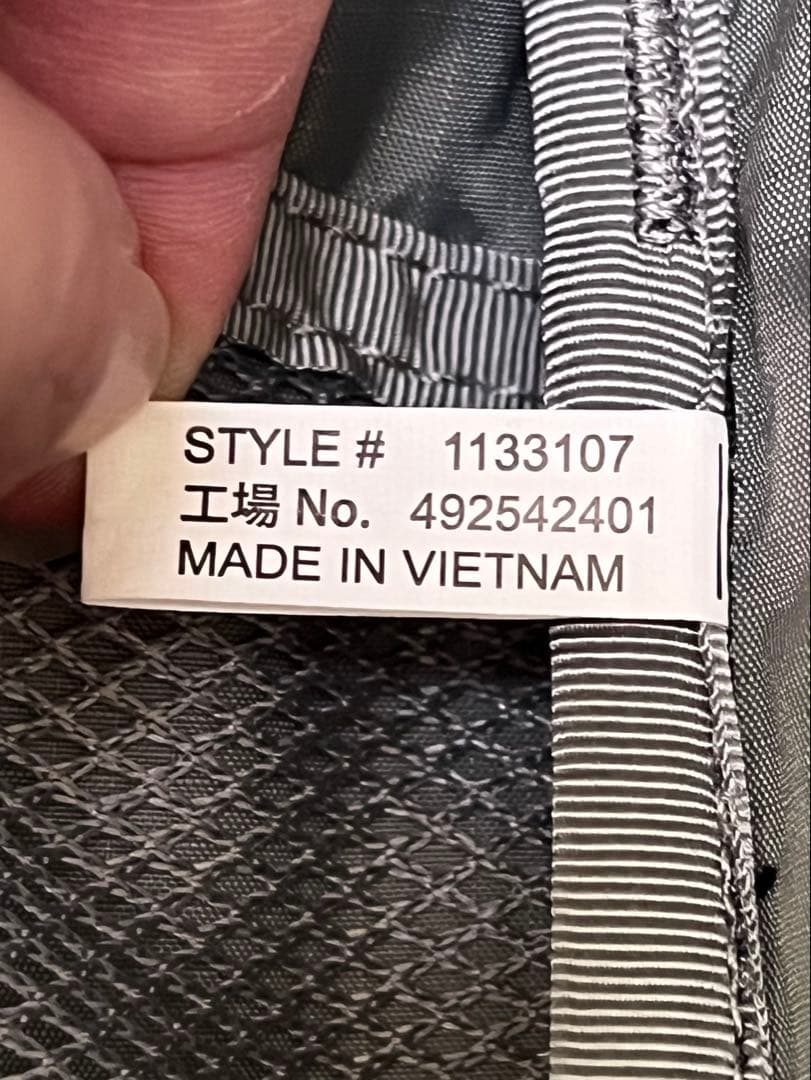 STYLE # 1133107
工場 No. 492542401
MADE IN VIETNAM